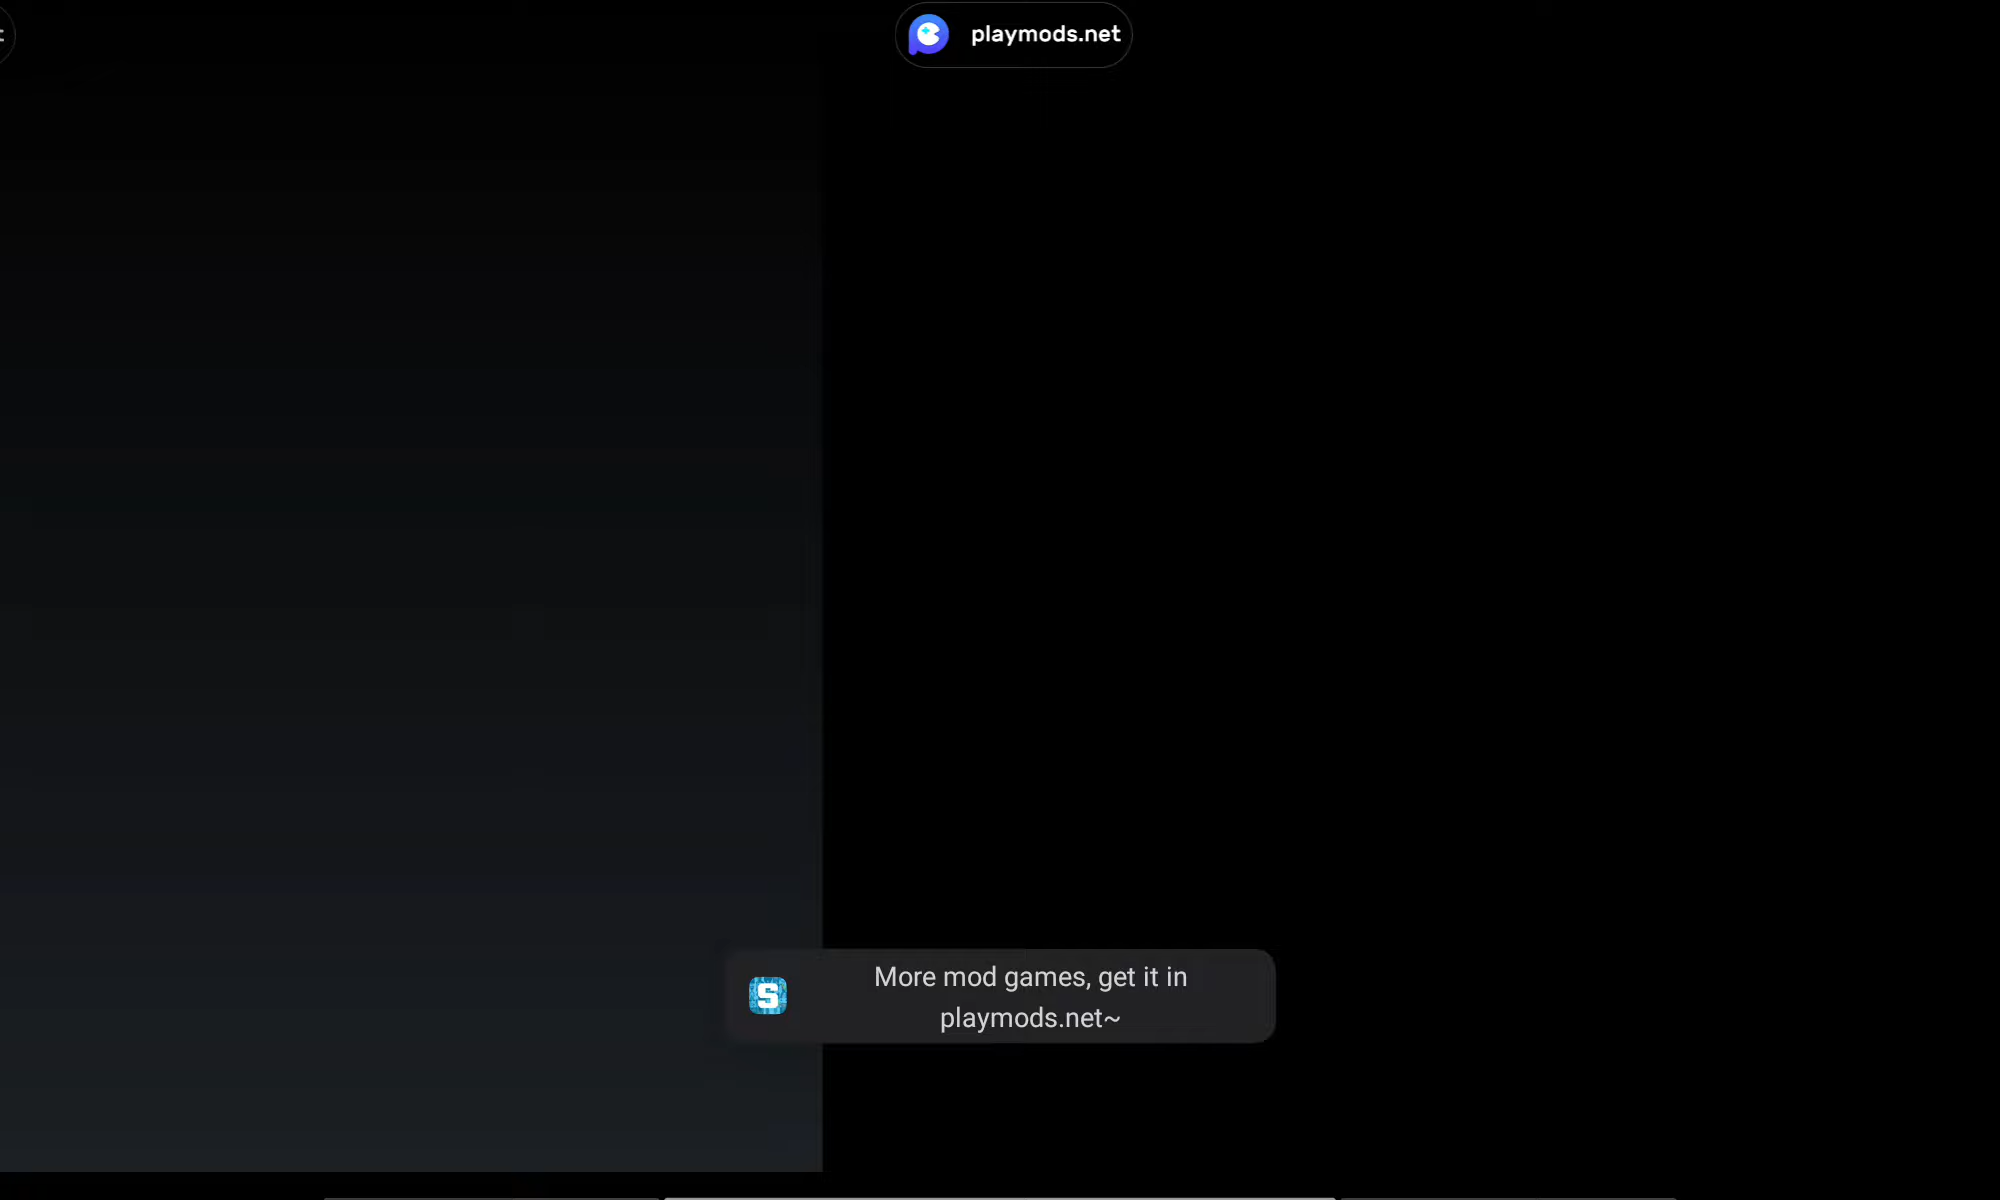 playmods.net
More mod games, get it in
playmods.net~